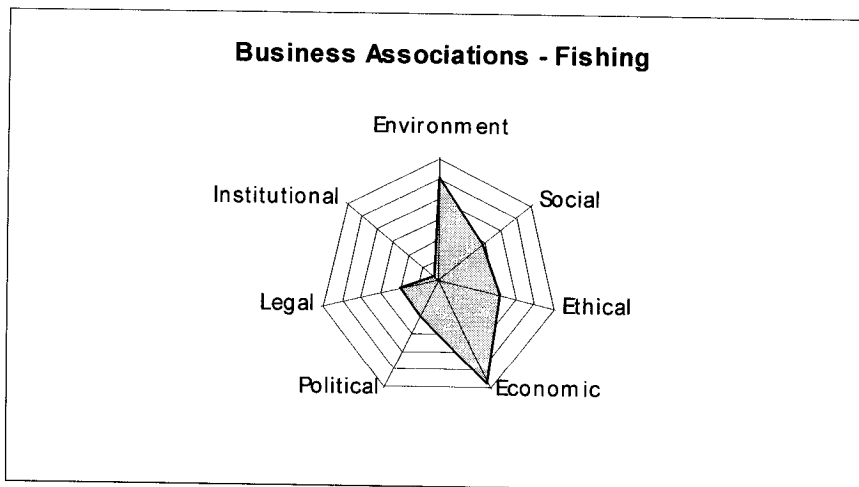 Business Associations - Fishing
Environment
Institutional
Social
Legal
Ethical
Political
Economic